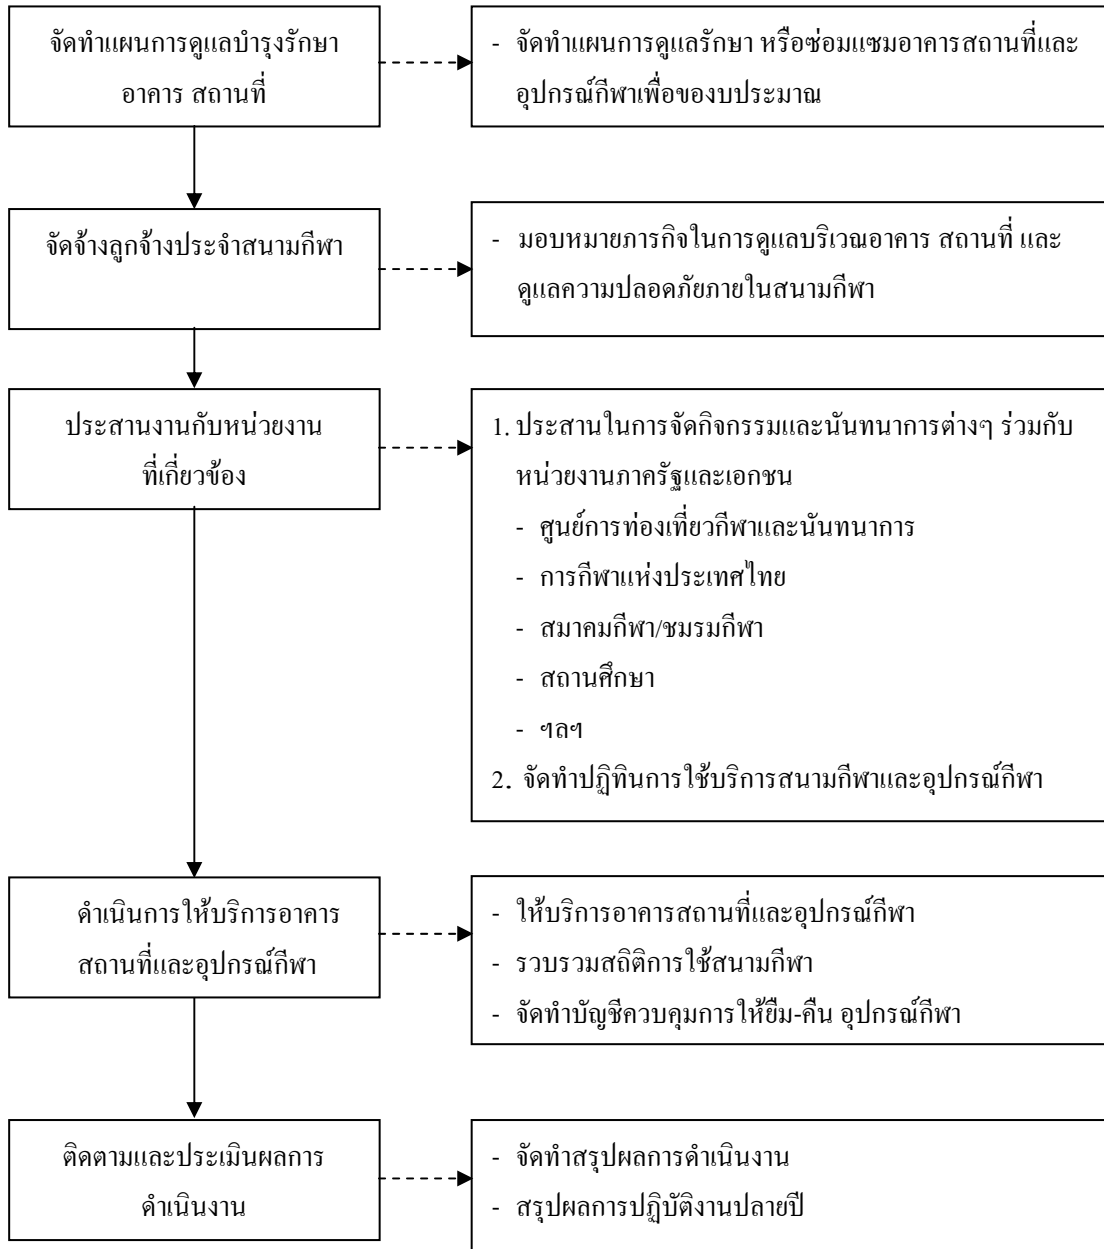 จัดทำแผนการดูแลบำรุงรักษา
อาคาร สถานที่
- จัดทำแผนการดูแลรักษา หรือซ่อมแซมอาคารสถานที่และ
อุปกรณ์กีฬาเพื่อของบประมาณ
จัดจ้างลูกจ้างประจำสนามกีฬา
- มอบหมายภารกิจในการดูแลบริเวณอาคาร สถานที่ และ
ดูแลความปลอดภัยภายในสนามกีฬา
ประสานงานกับหน่วยงาน
ที่เกี่ยวข้อง
1. ประสานในการจัดกิจกรรมและนันทนาการต่างๆ ร่วมกับ
หน่วยงานภาครัฐและเอกชน
- ศูนย์การท่องเที่ยวกีฬาและนันทนาการ
- การกีฬาแห่งประเทศไทย
- สมาคมกีฬา/ชมรมกีฬา
- สถานศึกษา
- ฯลฯ
2. จัดทำปฏิทินการใช้บริการสนามกีฬาและอุปกรณ์กีฬา
ดำเนินการให้บริการอาคาร
สถานที่และอุปกรณ์กีฬา
- ให้บริการอาคารสถานที่และอุปกรณ์กีฬา
- รวบรวมสถิติการใช้สนามกีฬา
- จัดทำบัญชีควบคุมการให้ยืม-คืน อุปกรณ์กีฬา
ติดตามและประเมินผลการ
ดำเนินงาน
- จัดทำสรุปผลการดำเนินงาน
- สรุปผลการปฏิบัติงานปลายปี